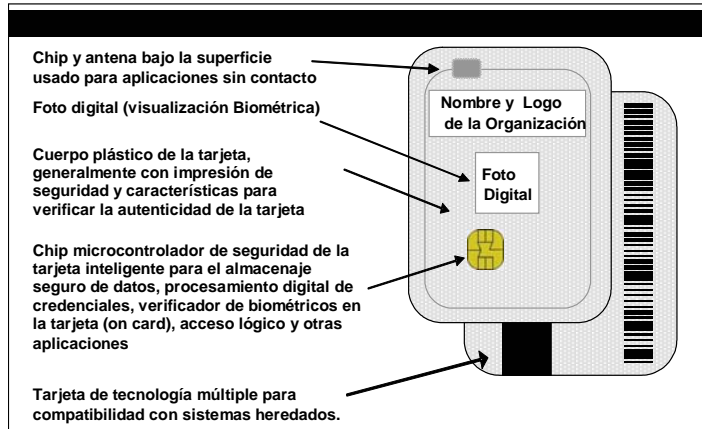 Chip y antena bajo la superficie
usado para aplicaciones sin contacto
Foto digital (visualización Biométrica)
Cuerpo plástico de la tarjeta,
generalmente con impresión de
seguridad y características para
verificar la autenticidad de la tarjeta
Chip microcontrolador de seguridad de la
tarjeta inteligente para el almacenaje
seguro de datos, procesamiento digital de
credenciales, verificador de biométricos en
la tarjeta (on card), acceso lógico y otras
aplicaciones
Tarjeta de tecnología múltiple para
compatibilidad con sistemas heredados.
Nombre y Logo
de la Organización
Foto
Digital